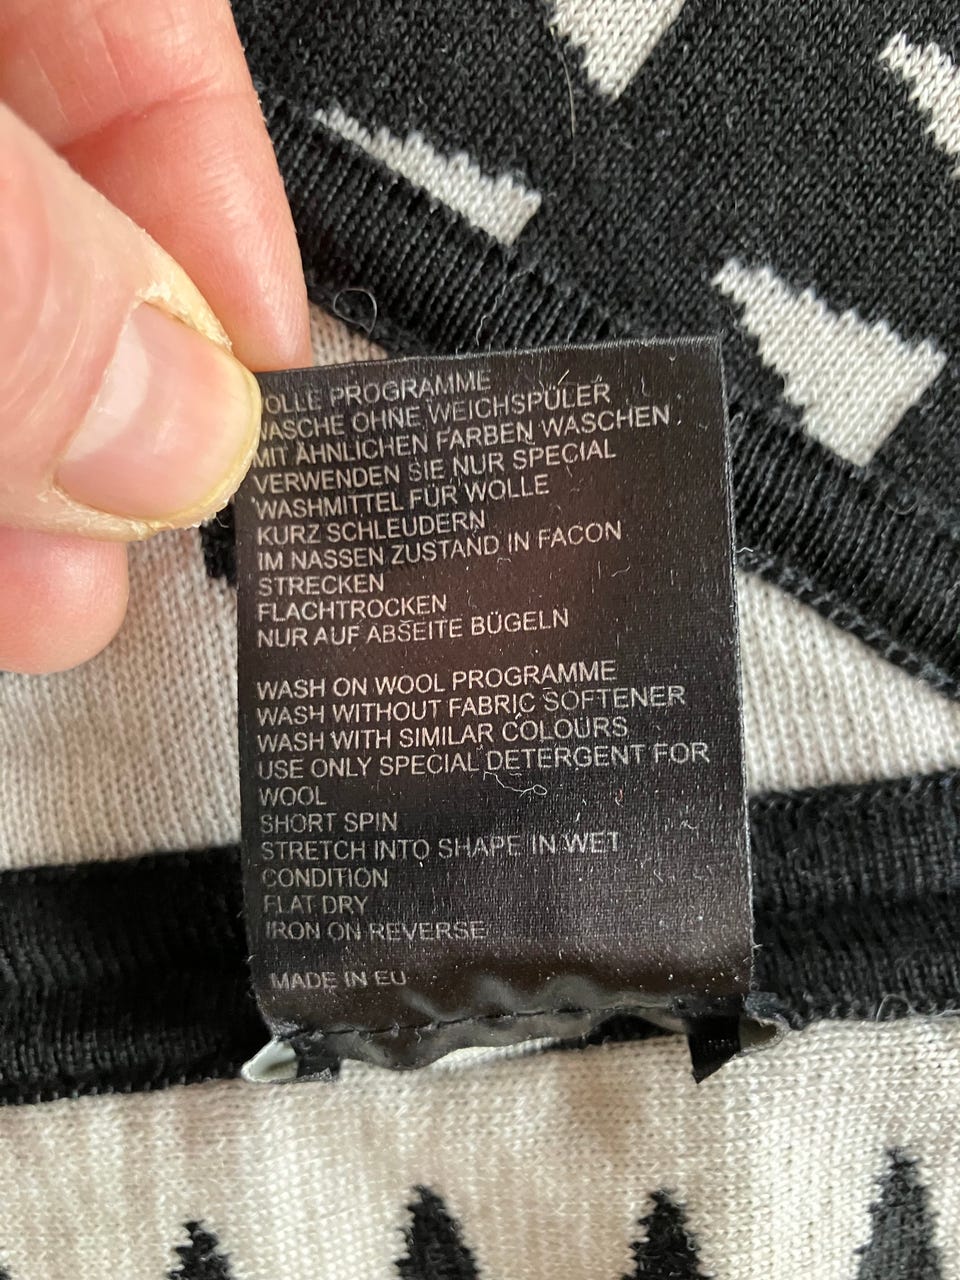 OLLE PROGRAMME
WASCHE OHNE WEICHSPÜLER
MIT ÄHNLICHEN FARBEN WASCHEN
VERWENDEN SIE NUR SPECIAL
WASHMITTEL FÜR WOLLE
KURZ SCHLEUDERN
IM NASSEN ZUSTAND IN FACON
STRECKEN
FLACHTROCKEN
NUR AUF ABSEITE BÜGELN
WASH ON WOOL PROGRAMME
WASH WITHOUT FABRIC SOFTENER
WASH WITH SIMILAR COLOURS
USE ONLY SPECIAL DETERGENT FOR
WOOL
SHORT SPIN
STRETCH INTO SHAPE IN WET
CONDITION
FLAT DRY
IRON ON REVERSE
MADE IN EU